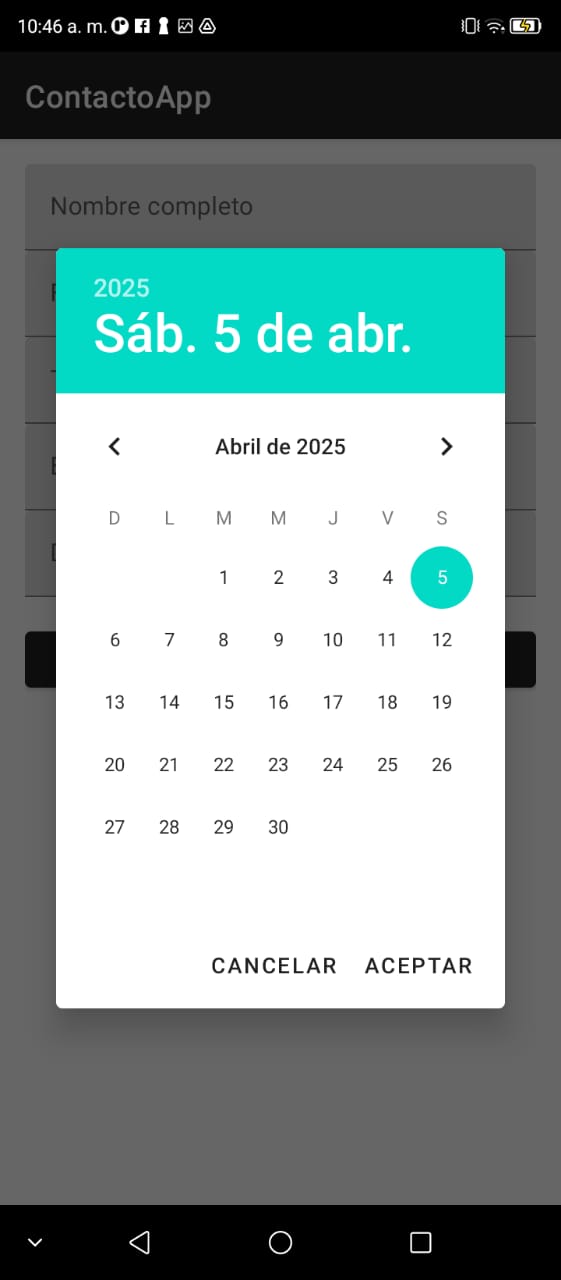 10:46 a. m.
ContactoApp
Nombre completo
2025
Sáb. 5 de abr.
Abril de 2025
D L M M J V S
1 2 3 4 5
6 7 8 9 10 11 12
13 14 15 16 17 18 19
20 21 22 23 24 25 26
27 28 29 30
CANCELAR ACEPTAR